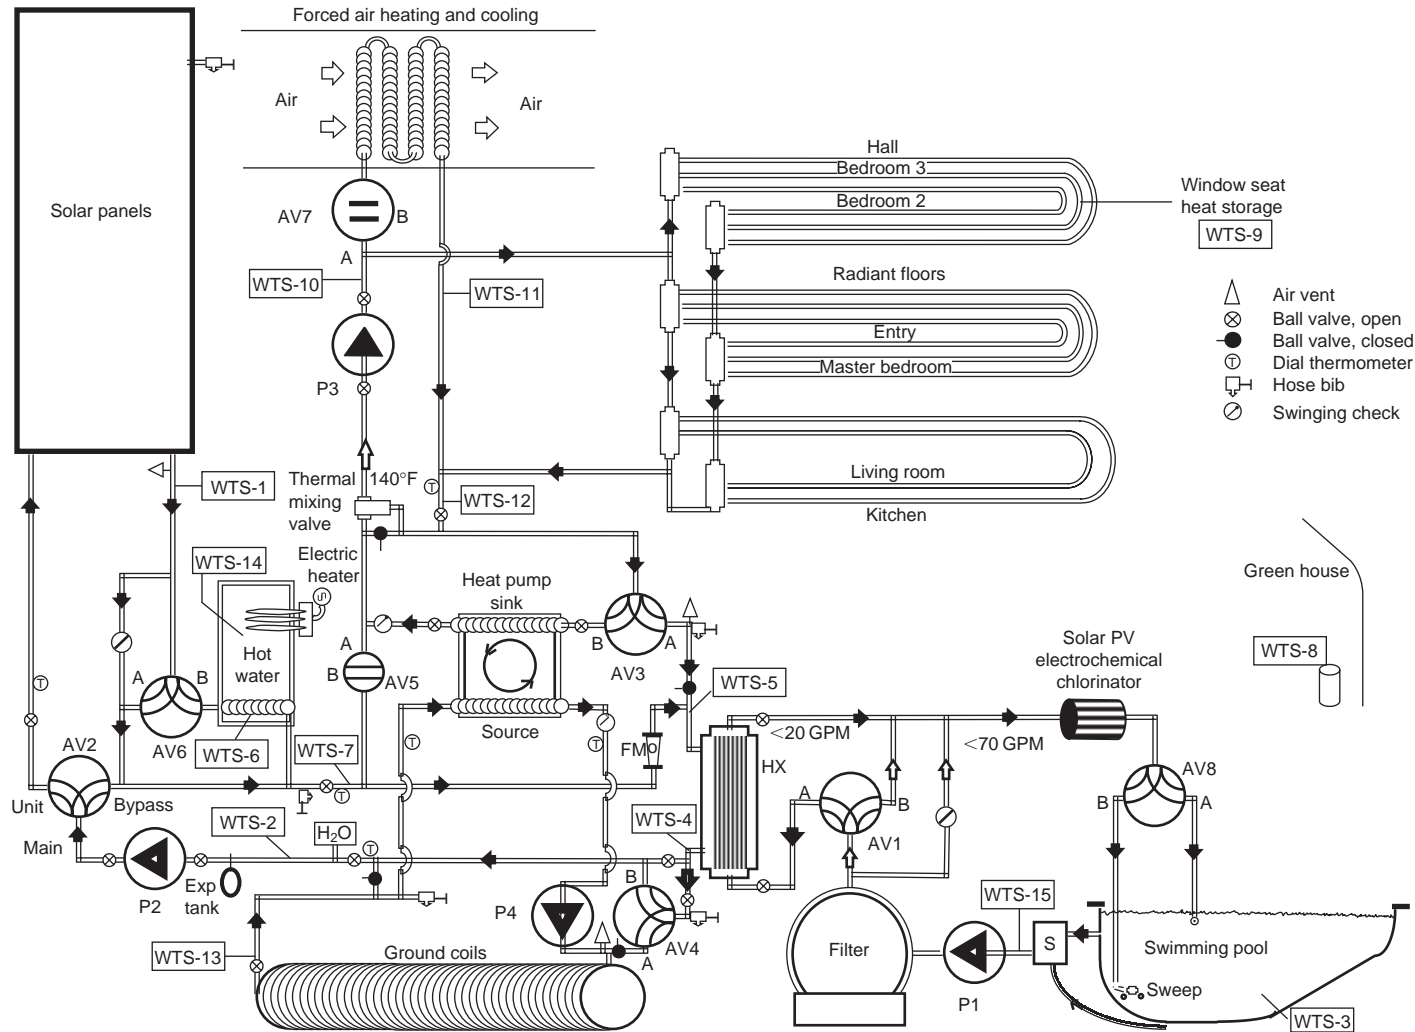 Forced air heating and cooling
Air
Air
Solar panels
AV7
B
A
WTS-10
WTS-11
P3
Hall
Bedroom 3
Bedroom 2
Window seat
heat storage
WTS-9
Radiant floors
Entry
Master bedroom
Living room
Kitchen
Air vent
Ball valve, open
Ball valve, closed
T
Dial thermometer
Hose bib
Swinging check
WTS-1
Thermal
mixing
valve
140°F
T
WTS-12
WTS-14
Electric
heater
Heat pump
sink
Hot
water
A
B
AV5
B
A
AV3
A
B
AV6
WTS-6
Source
T
T
T
WTS-5
WTS-7
T
FM
AV2
Unit
Bypass
Main
WTS-2
H2O
T
P2
Exp
tank
WTS-13
Ground coils
P4
B
AV4
A
WTS-4
HX
<20 GPM
<70 GPM
A
B
AV1
Solar PV
electrochemical
chlorinator
Green house
WTS-8
AV8
B
A
WTS-15
Filter
P1
S
Swimming pool
Sweep
WTS-3